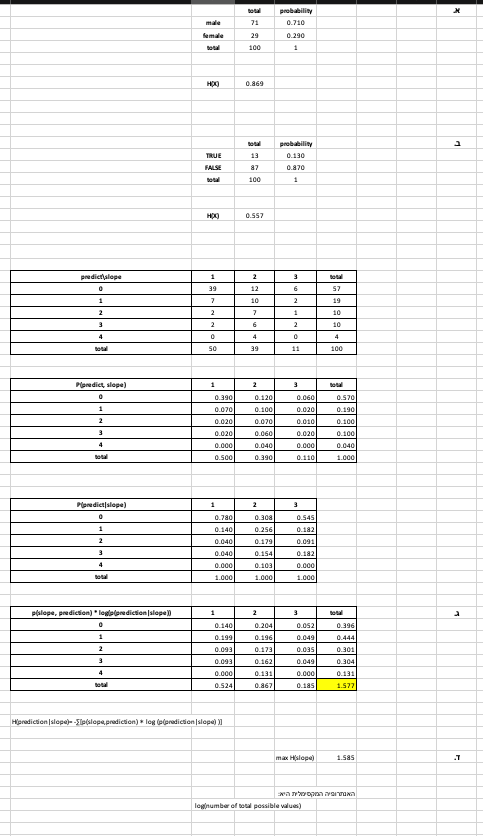 total probability א.
male 71 0.710
female 29 0.290
total 100 1
H(X) 0.869
total probability ב.
TRUE 13 0.130
FALSE 87 0.870
total 100 1
H(X) 0.557
predict\slope 1 2 3 total
0 39 12 6 57
1 7 10 2 19
2 2 7 1 10
3 2 6 2 10
4 0 4 0 4
total 50 39 11 100
P(predict, slope) 1 2 3 total
0 0.390 0.120 0.060 0.570
1 0.070 0.100 0.020 0.190
2 0.020 0.070 0.010 0.100
3 0.020 0.060 0.020 0.100
4 0.000 0.040 0.000 0.040
total 0.500 0.390 0.110 1.000
P(predict|slope) 1 2 3
0 0.780 0.308 0.545
1 0.140 0.256 0.182
2 0.040 0.179 0.091
3 0.040 0.154 0.182
4 0.000 0.103 0.000
total 1.000 1.000 1.000
p(slope, prediction) * log(p(prediction|slope)) 1 2 3 total ג.
0 0.140 0.204 0.052 0.396
1 0.199 0.196 0.049 0.444
2 0.093 0.173 0.035 0.301
3 0.093 0.162 0.049 0.304
4 0.000 0.131 0.000 0.131
total 0.524 0.867 0.185 1.577
H(prediction|slope)= -∑[p(slope,prediction) * log (p(prediction|slope) )]
max H(slope) 1.585 ד.
האנתרופיה המקסימלית היא:
log(number of total possible values)